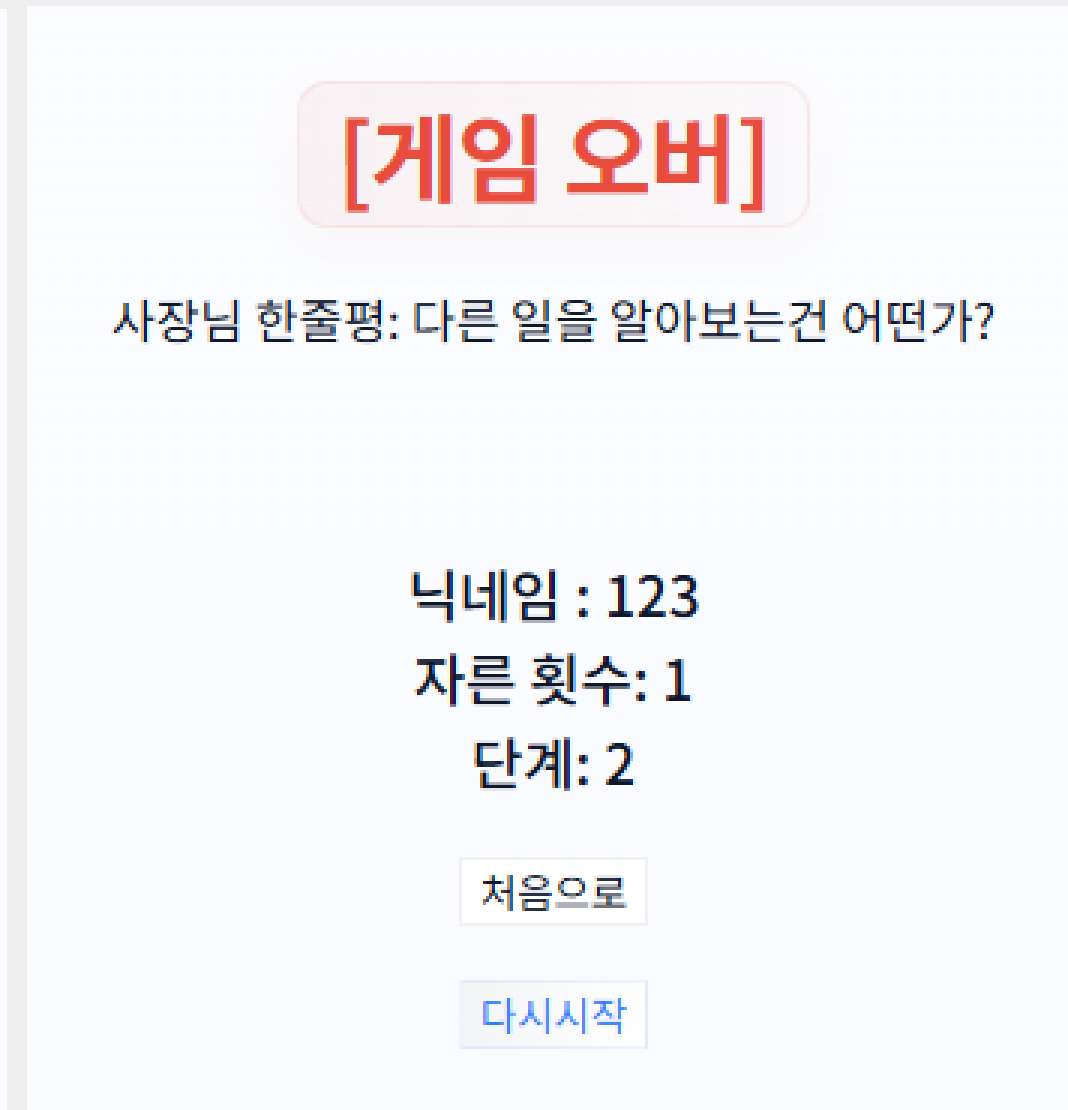 [게임 오버]
사장님 한줄평: 다른 일을 알아보는건 어떤가?
닉네임 : 123
자른 횟수: 1
단계: 2
처음으로
다시시작